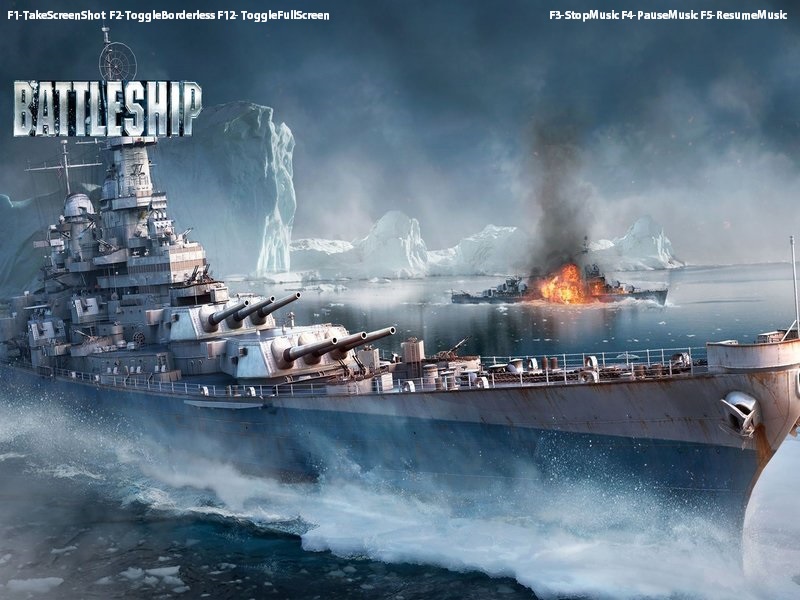 F1-TakeScreenShot F2-ToggleBorderless F12- ToggleFullScreen
F3-StopMusic F4-PauseMusic F5-ResumeMusic
BATTLESHIP